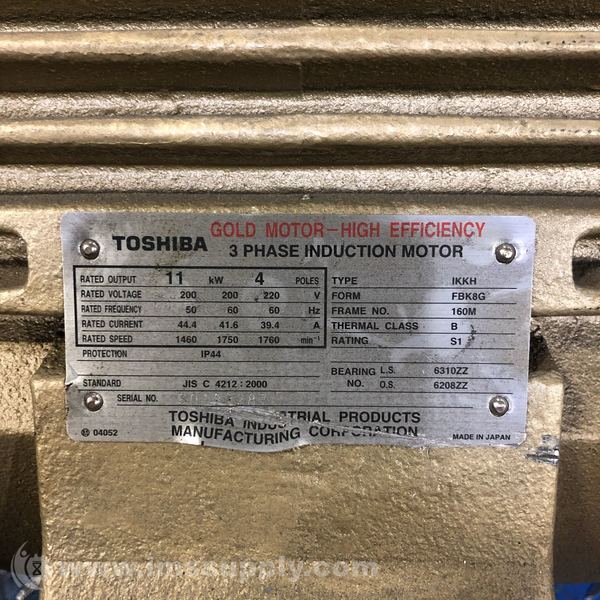 GOLD MOTOR-HIGH EFFICIENCY
TOSHIBA 3 PHASE INDUCTION MOTOR
RATED OUTPUT 11 kW 4 POLES
RATED VOLTAGE 200 200 220 V
RATED FREQUENCY 50 60 60 Hz
RATED CURRENT 44.4 41.6 39.4 A
RATED SPEED 1460 1750 1760 min⁻¹
PROTECTION IP44
STANDARD JIS C 4212:2000
SERIAL NO.
TYPE IKKH
FORM FBK8G
FRAME NO. 160M
THERMAL CLASS B
RATING S1
BEARING L.S. 6310ZZ
NO. O.S. 6208ZZ
TOSHIBA INDUSTRIAL PRODUCTS
MANUFACTURING CORPORATION
04052
MADE IN JAPAN
www.imssupply.com